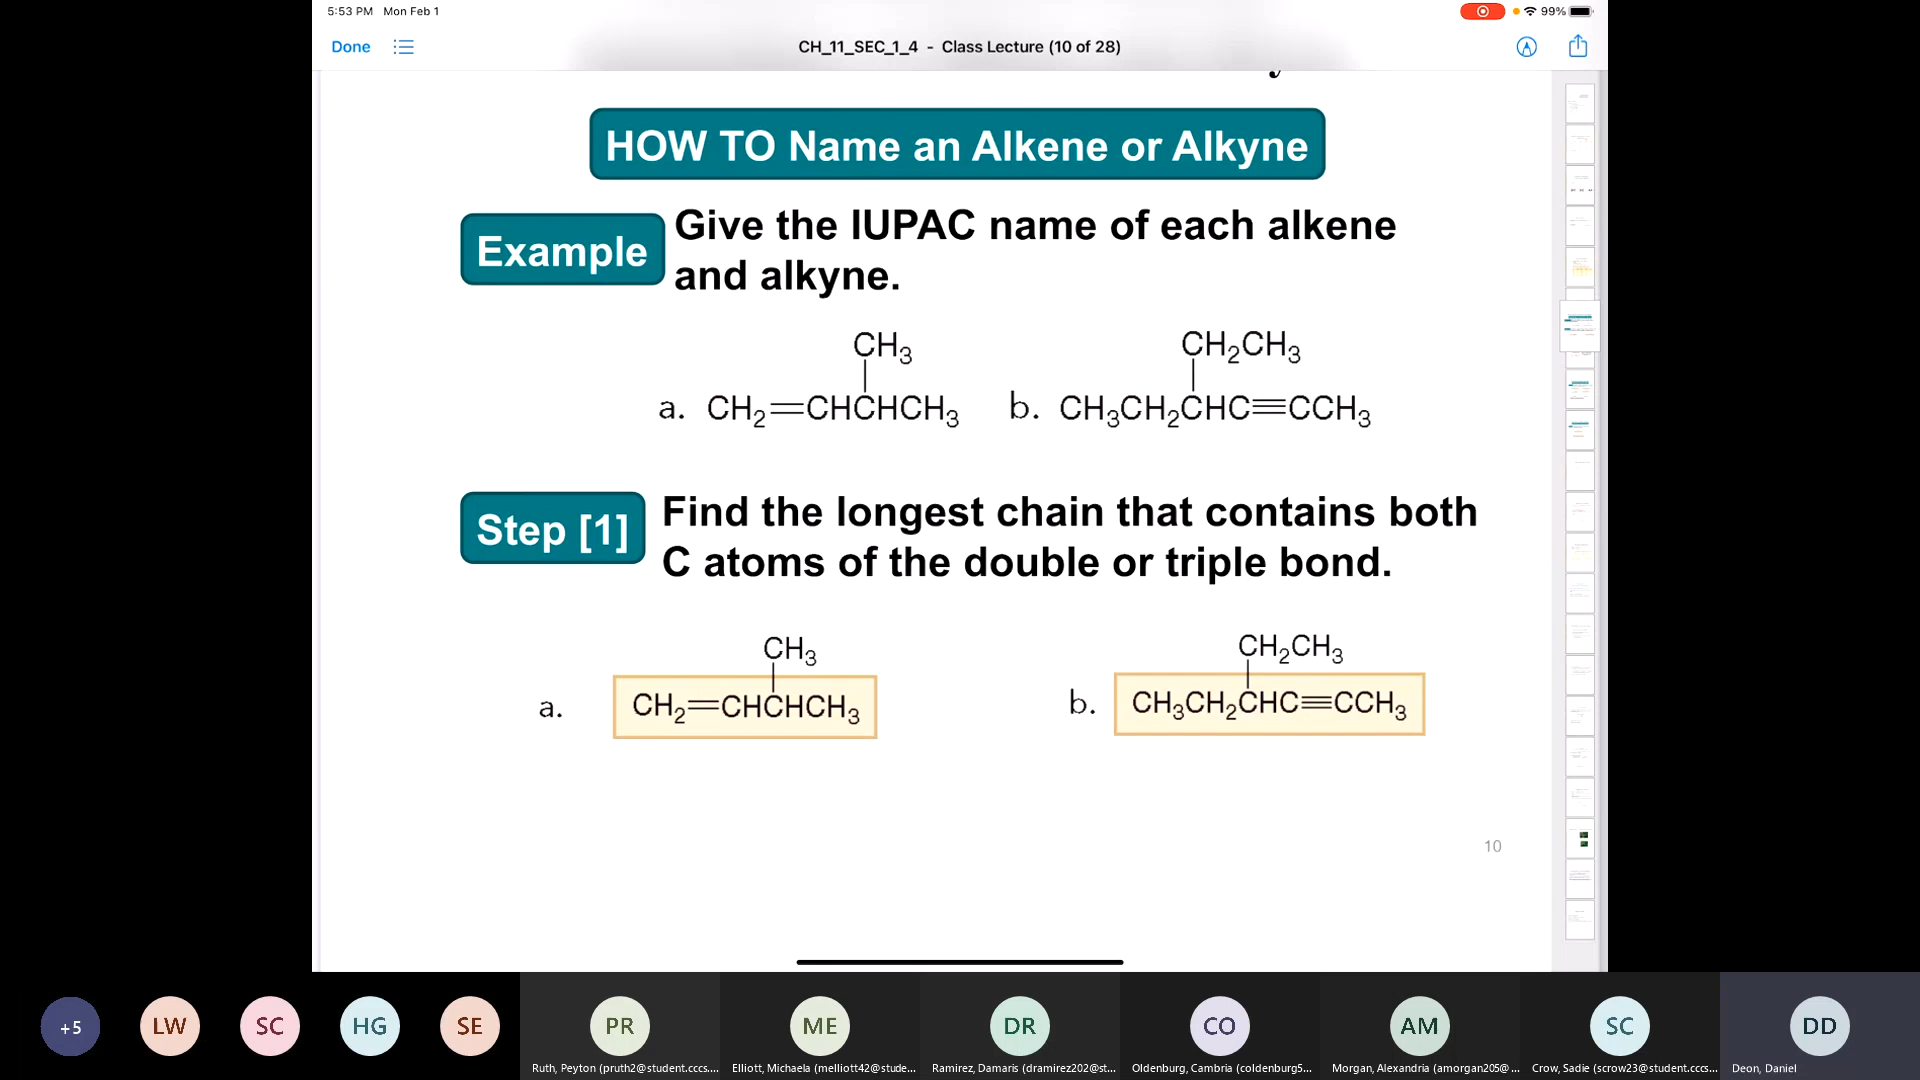 5:53 PM Mon Feb 1
99%
Done
CH_11_SEC_1_4 - Class Lecture (10 of 28)
HOW TO Name an Alkene or Alkyne
Example
Give the IUPAC name of each alkene
and alkyne.
CH₃
a. CH₂=CHCHCH₃
CH₂CH₃
b. CH₃CH₂CHC≡CCH₃
Step [1]
Find the longest chain that contains both
C atoms of the double or triple bond.
CH₃
a. CH₂=CHCHCH₃
CH₂CH₃
b. CH₃CH₂CHC≡CCH₃
10
+5 LW SC HG SE PR ME DR CO AM SC DD
Ruth, Peyton (pruth2@student.cccs....
Elliott, Michaela (melliott42@stude...
Ramirez, Damaris (dramirez202@st...
Oldenburg, Cambria (coldenburg5...
Morgan, Alexandria (amorgan205@...
Crow, Sadie (scrow23@student.cccs...
Deon, Daniel